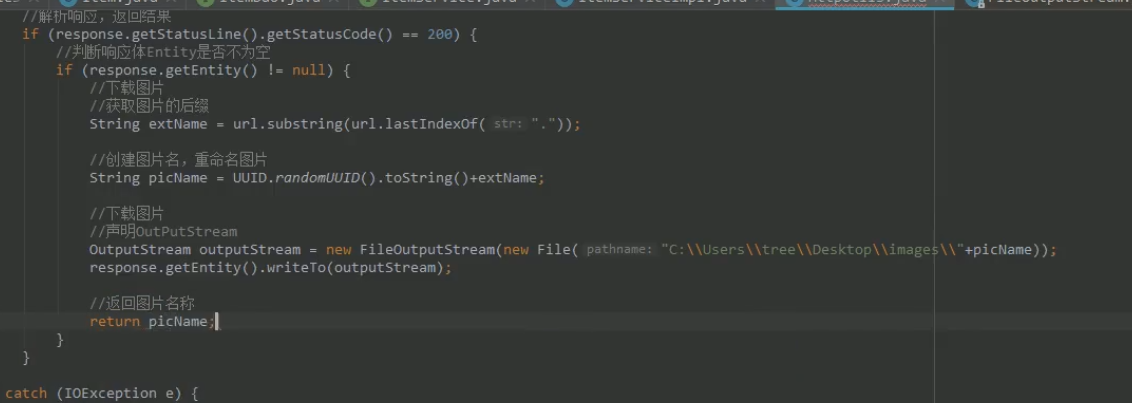 //解析响应，返回结果
if (response.getStatusLine().getStatusCode() == 200) {
//判断响应体Entity是否不为空
if (response.getEntity() != null) {
//下载图片
//获取图片的后缀
String extName = url.substring(url.lastIndexOf( str: "."));
//创建图片名，重命名图片
String picName = UUID.randomUUID().toString()+extName;
//下载图片
//声明OutPutStream
OutputStream outputStream = new FileOutputStream(new File( pathname: "C:\\Users\\tree\\Desktop\\images\\"+picName));
response.getEntity().writeTo(outputStream);
//返回图片名称
return picName;
}
}
catch (IOException e) {